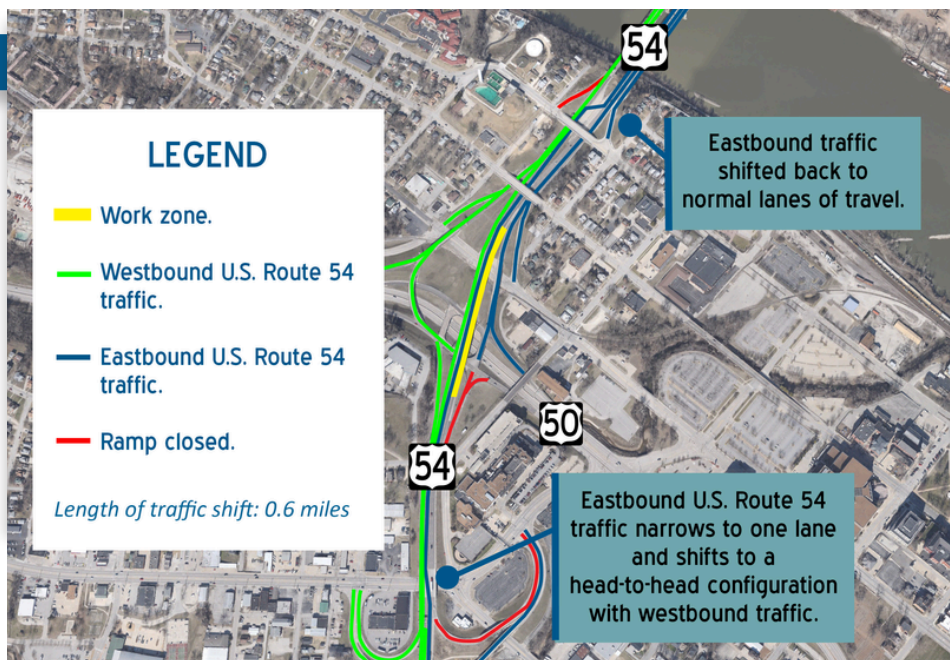 54
LEGEND
Work zone.
Westbound U.S. Route 54
traffic.
Eastbound U.S. Route 54
traffic.
Ramp closed.
Length of traffic shift: 0.6 miles
Eastbound traffic
shifted back to
normal lanes of travel.
50
54
Eastbound U.S. Route 54
traffic narrows to one lane
and shifts to a
head-to-head configuration
with westbound traffic.